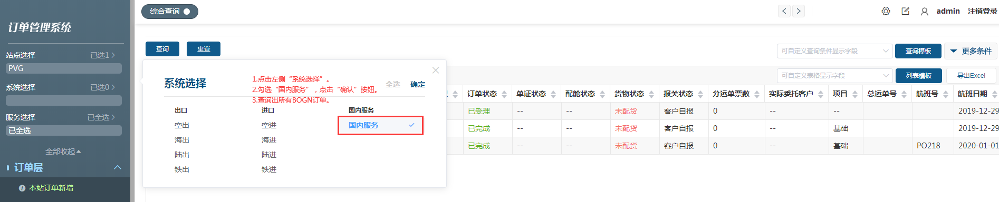 综合查询
admin 注销登录
订单管理系统
站点选择 已选1
PVG
系统选择 已选0
服务选择 已全选
已全选
全部收起
订单层
本站订单新增
查询 重置
可自定义查询条件显示字段 查询模板 更多条件
可自定义表格显示字段 列表模板 导出Excel
系统选择
全选 确定
1.点击左侧“系统选择”。
2.勾选“国内服务”，点击“确认”按钮。
3.查询出所有BOGN订单。
出口 进口 国内服务
空出 空进 国内服务
海出 海进
陆出 陆进
铁出 铁进
订单状态 单证状态 配舱状态 货物状态 报关状态 分运单票数 实际委托客户 项目 总运单号 航班号 航班日期
已受理 -- -- 未配货 客户自报 0 -- -- 2019-12-29
已完成 -- -- 未配货 客户自报 0 -- 基础 2019-12-29
已完成 -- -- 未配货 客户自报 0 -- 基础 PO218 2020-01-01